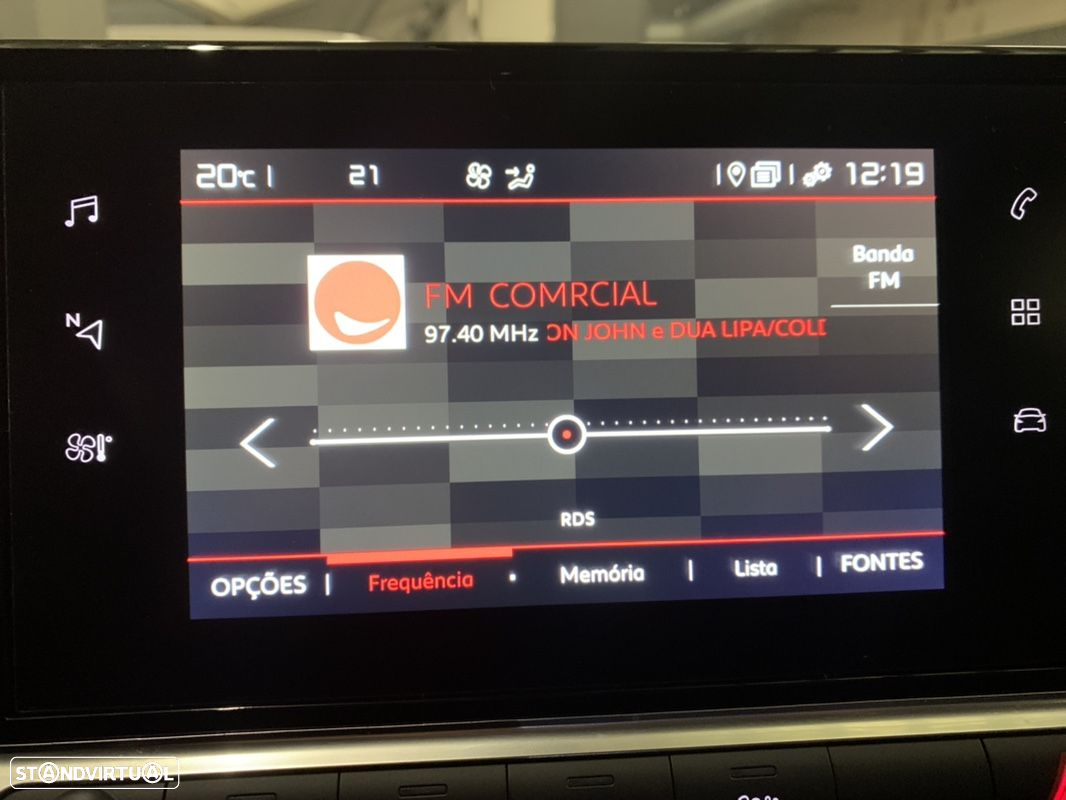 20°C
21
12:19
Banda
FM
FM COMRCIAL
97.40 MHz ON JOHN e DUA LIPA/COLD
N
RDS
OPÇÕES Frequência Memória Lista FONTES
STANDVIRTUAL